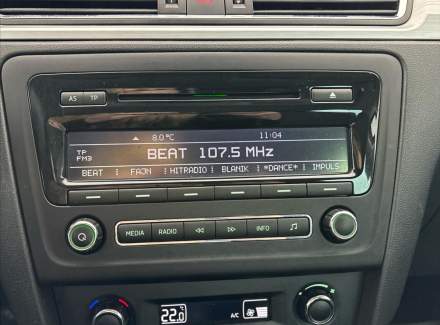 AS TP
▲ 8.0°C 11:04
TP
FM3
BEAT 107.5 MHz
BEAT FAJN HITRADIO BLANIK *DANCE* IMPULS
MEDIA RADIO INFO
22.0 A/C